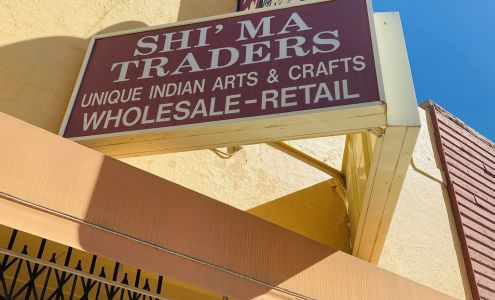 SHI' MA
TRADERS
UNIQUE INDIAN ARTS & CRAFTS
WHOLESALE-RETAIL